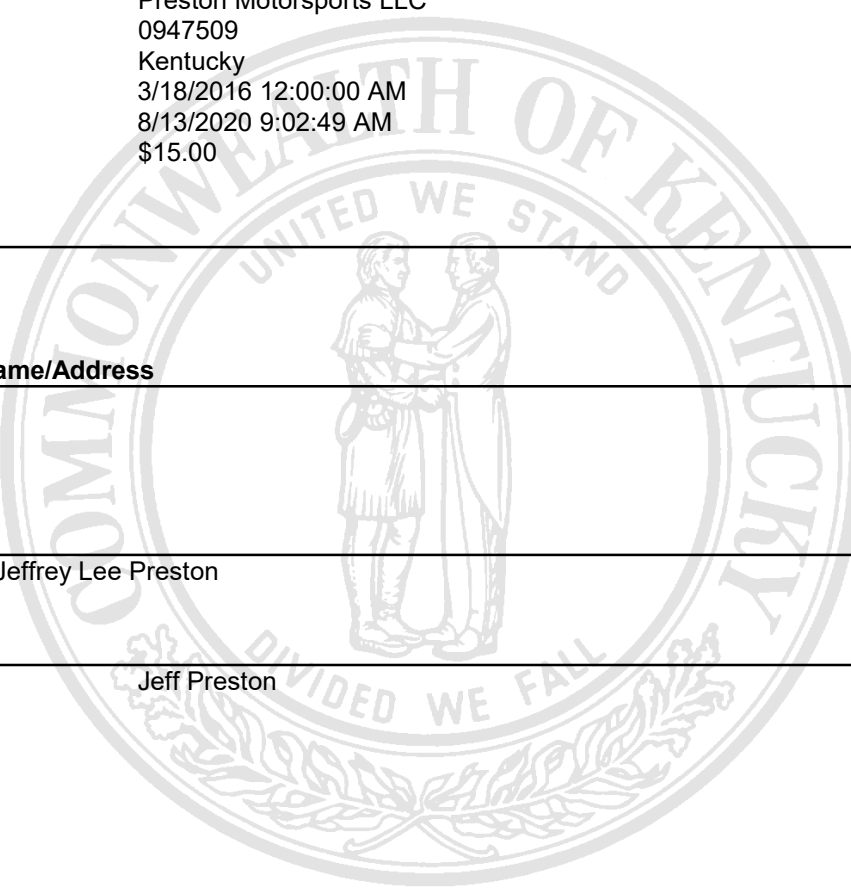 Preston Motorsports LLC
0947509
Kentucky
3/18/2016 12:00:00 AM
8/13/2020 9:02:49 AM
$15.00
COMMONWEALTH OF KENTUCKY
UNITED WE STAND
ame/Address
Jeffrey Lee Preston
DIVIDED WE FALL
Jeff Preston